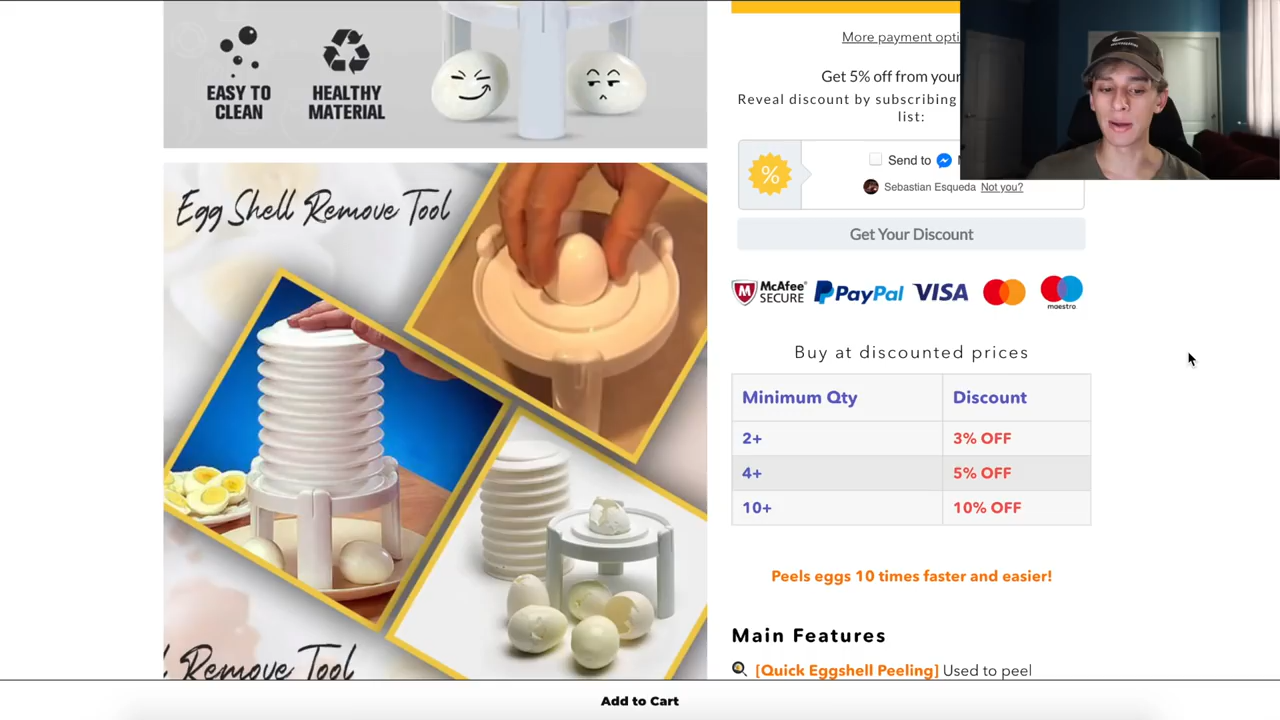 EASY TO
CLEAN
HEALTHY
MATERIAL
Egg Shell Remove Tool
Remove Tool
More payment opti
Get 5% off from your
Reveal discount by subscribing
list:
%
Send to
Sebastian Esqueda Not you?
Get Your Discount
McAfee
SECURE
PayPal
VISA
maestro
Buy at discounted prices
Minimum Qty Discount
2+ 3% OFF
4+ 5% OFF
10+ 10% OFF
Peels eggs 10 times faster and easier!
Main Features
[Quick Eggshell Peeling] Used to peel
Add to Cart